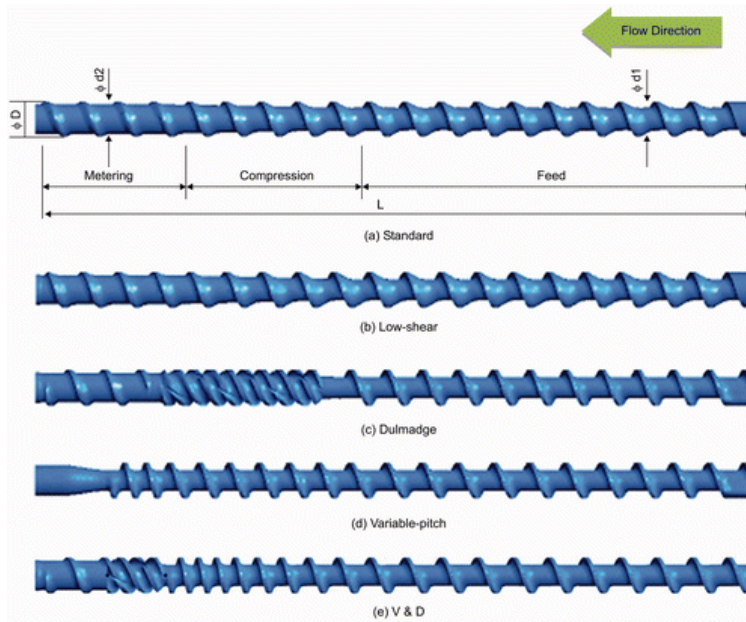 Flow Direction
ϕ d2
ϕ d1
ϕ D
Metering
Compression
Feed
L
(a) Standard
(b) Low-shear
(c) Dulmadge
(d) Variable-pitch
(e) V & D